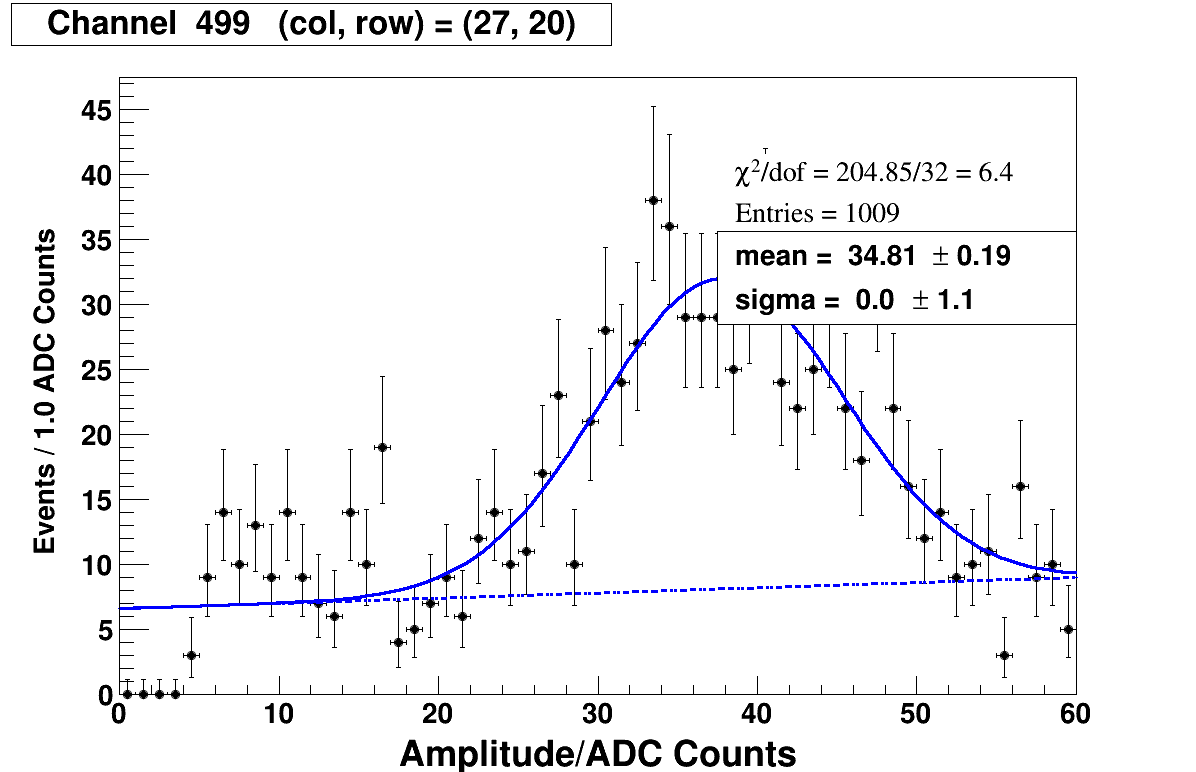 Channel 499 (col, row) = (27, 20)
χ²/dof = 204.85/32 = 6.4
Entries = 1009
mean = 34.81 ± 0.19
sigma = 0.0 ± 1.1
Events / 1.0 ADC Counts
45
40
35
30
25
20
15
10
5
0
0 10 20 30 40 50 60
Amplitude/ADC Counts